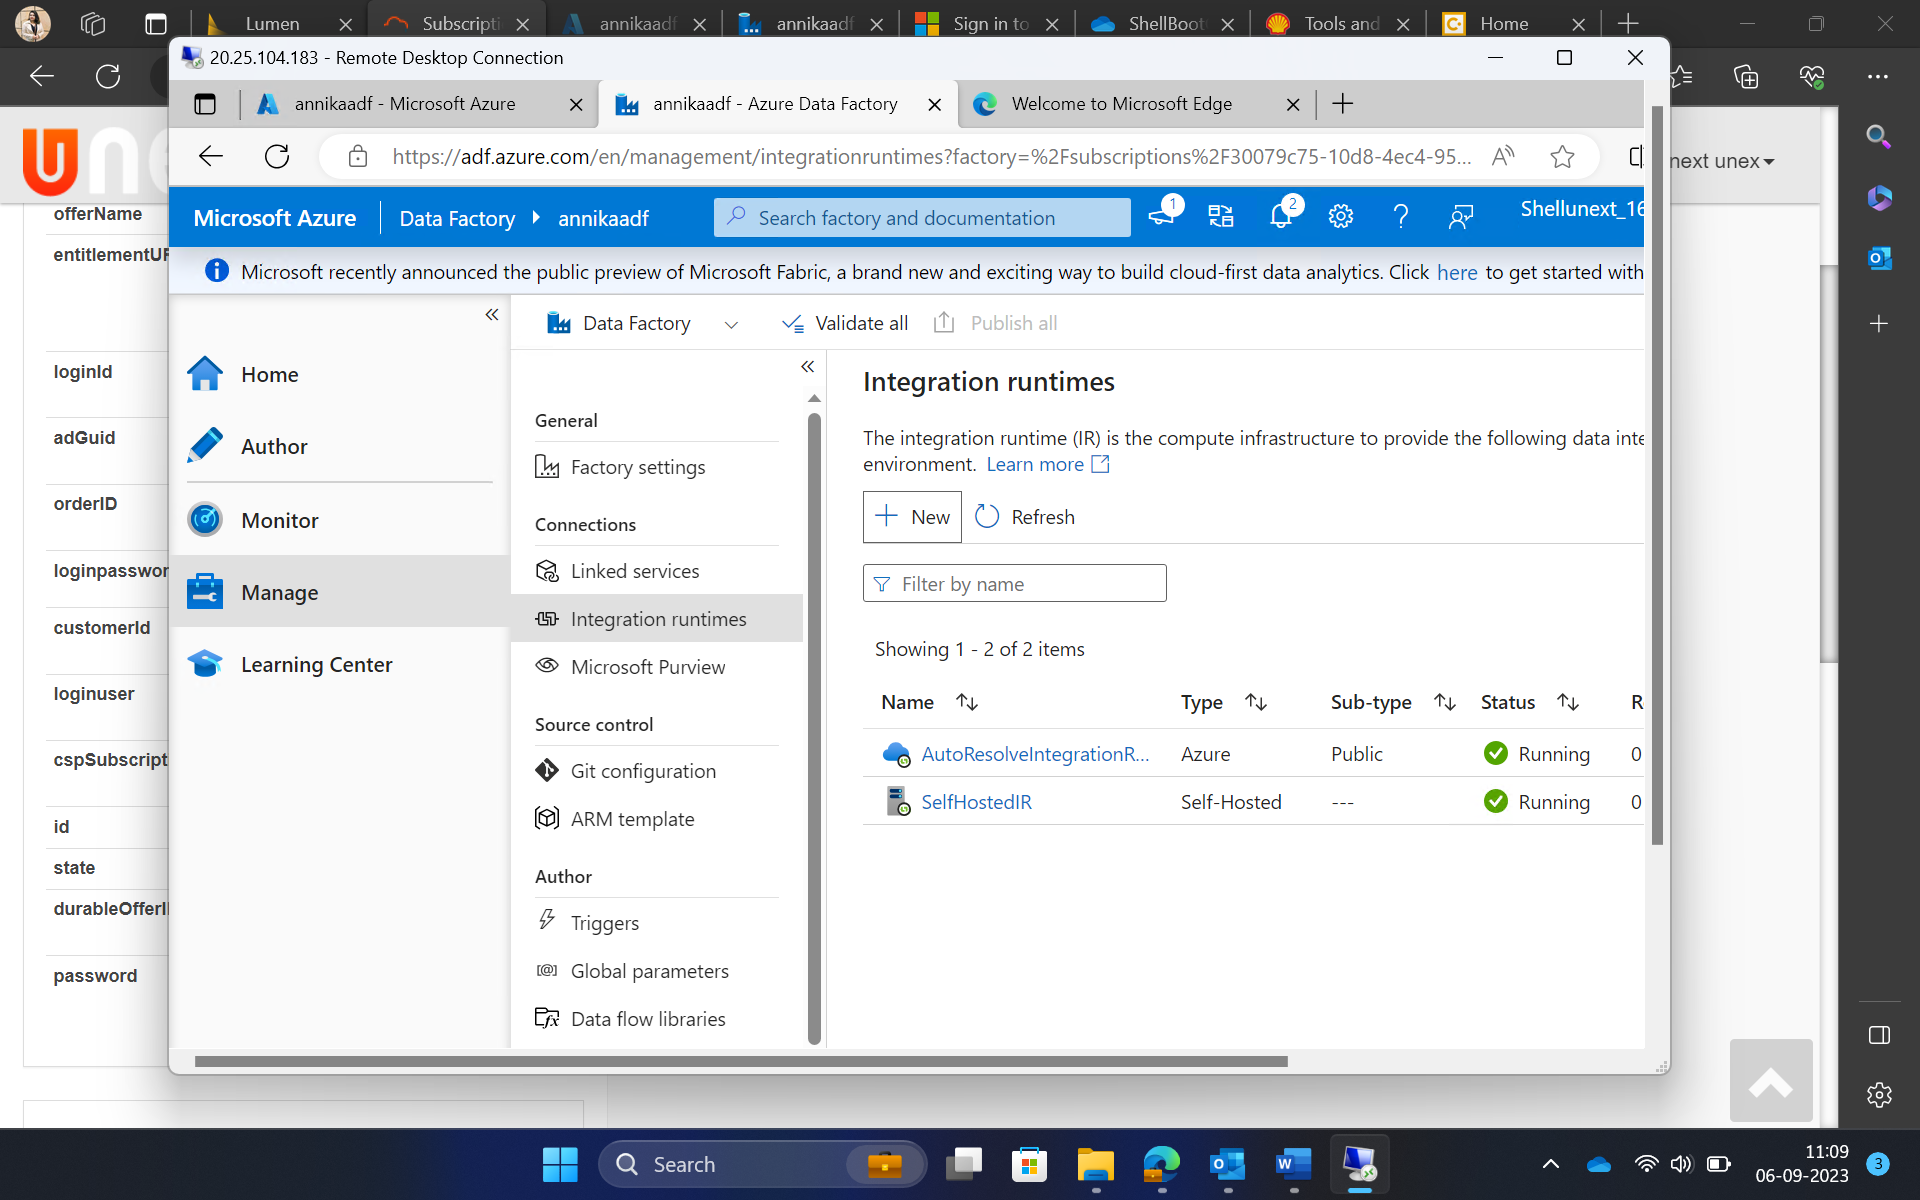 Lumen
Subscripti
annikaadf
annikaadf
Sign in to
ShellBoot
Tools and
Home
20.25.104.183 - Remote Desktop Connection
annikaadf - Microsoft Azure
annikaadf - Azure Data Factory
Welcome to Microsoft Edge
https://adf.azure.com/en/management/integrationruntimes?factory=%2Fsubscriptions%2F30079c75-10d8-4ec4-95...
une
next unex
Microsoft Azure
Data Factory
annikaadf
Search factory and documentation
1
2
Shellunext_16
Microsoft recently announced the public preview of Microsoft Fabric, a brand new and exciting way to build cloud-first data analytics. Click here to get started with
offerName
entitlementUR
loginId
adGuid
orderID
loginpasswor
customerId
loginuser
cspSubscripti
id
state
durableOfferI
password
Home
Author
Monitor
Manage
Learning Center
Data Factory
Validate all
Publish all
General
Factory settings
Connections
Linked services
Integration runtimes
Microsoft Purview
Source control
Git configuration
ARM template
Author
Triggers
Global parameters
Data flow libraries
Integration runtimes
The integration runtime (IR) is the compute infrastructure to provide the following data inte
environment. Learn more
New
Refresh
Filter by name
Showing 1 - 2 of 2 items
Name Type Sub-type Status R
AutoResolveIntegrationR... Azure Public Running 0
SelfHostedIR Self-Hosted --- Running 0
Search
11:09
06-09-2023
3